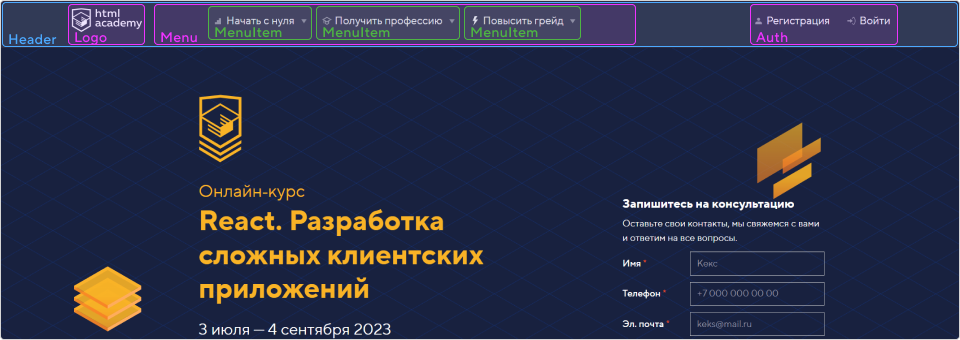 html
academy
Начать с нуля
Получить профессию
Повысить грейд
Регистрация
Войти
Header
Logo
Menu
MenuItem
MenuItem
MenuItem
Auth
Онлайн-курс
React. Разработка
сложных клиентских
приложений
3 июля — 4 сентября 2023
Запишитесь на консультацию
Оставьте свои контакты, мы свяжемся с вами
и ответим на все вопросы.
Имя *
Кекс
Телефон *
+7 000 000 00 00
Эл. почта *
keks@mail.ru